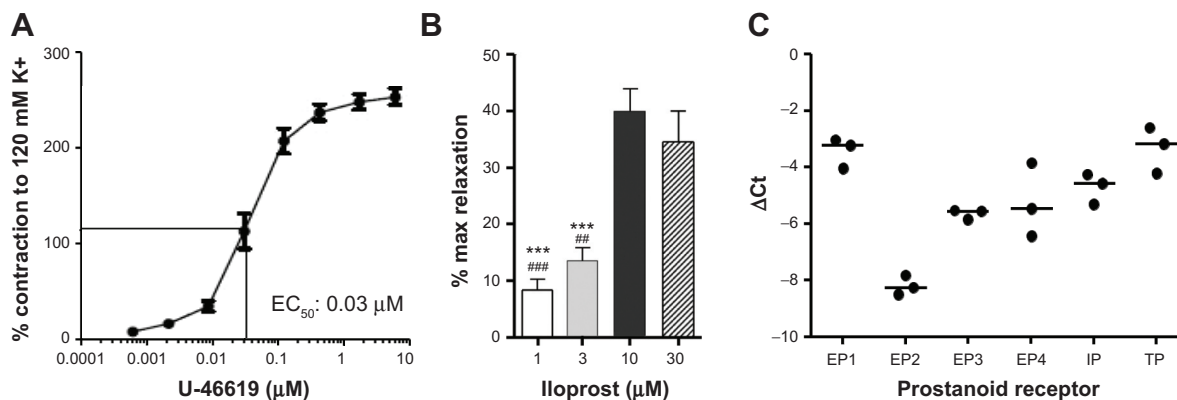 A
B
C
% contraction to 120 mM K+
300
200
100
0
0.0001
0.001
0.01
0.1
1
10
EC50: 0.03 µM
U-46619 (µM)
% max relaxation
50
40
30
20
10
0
***
###
***
##
1
3
10
30
Iloprost (µM)
ΔCt
0
−2
−4
−6
−8
−10
EP1
EP2
EP3
EP4
IP
TP
Prostanoid receptor